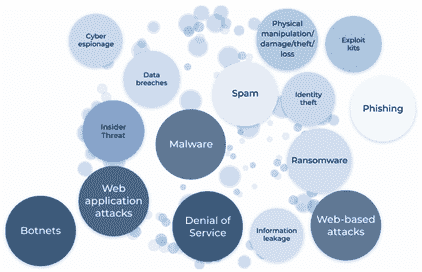 Cyber
espionage
Physical
manipulation/
damage/theft/
loss
Exploit
kits
Data
breaches
Spam
Identity
theft
Phishing
Insider
Threat
Malware
Ransomware
Web
application
attacks
Botnets
Denial of
Service
Information
leakage
Web-based
attacks